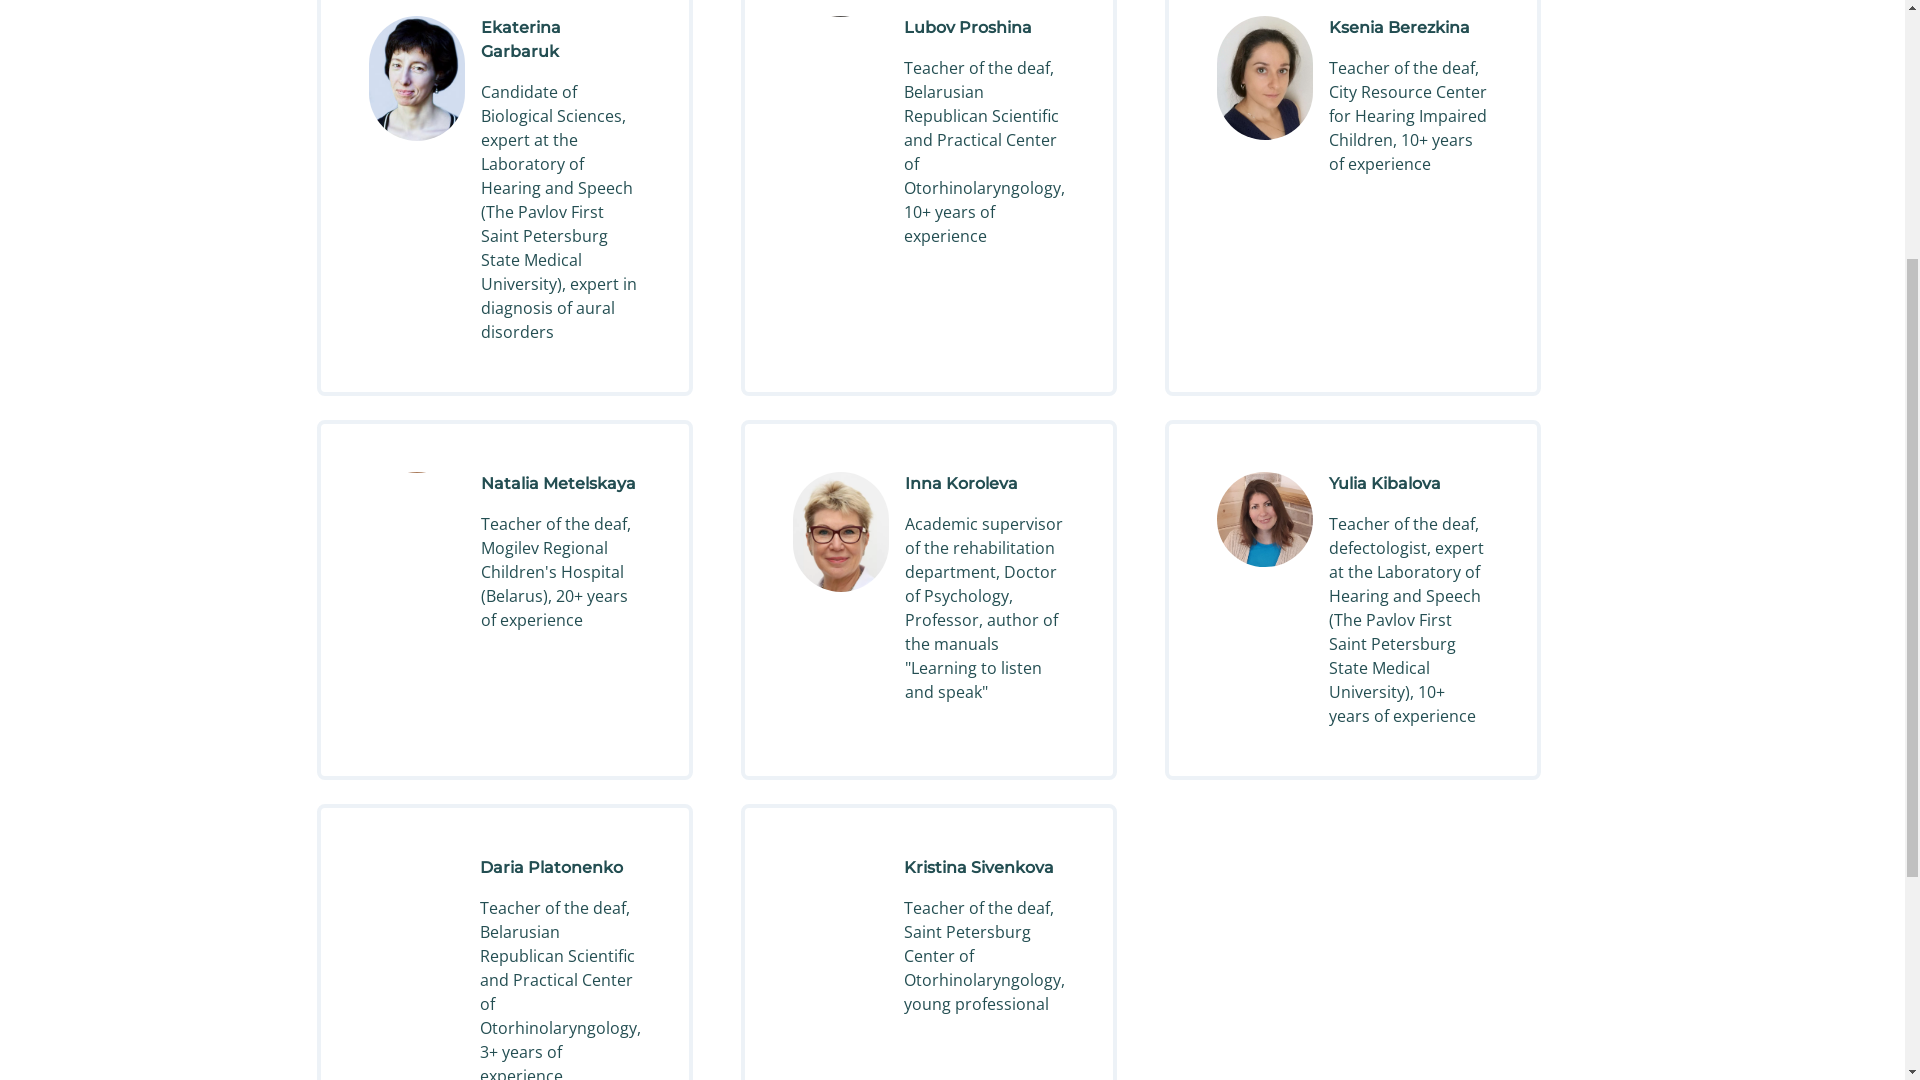 Ekaterina
Garbaruk
Candidate of
Biological Sciences,
expert at the
Laboratory of
Hearing and Speech
(The Pavlov First
Saint Petersburg
State Medical
University), expert in
diagnosis of aural
disorders
Lubov Proshina
Teacher of the deaf,
Belarusian
Republican Scientific
and Practical Center
of
Otorhinolaryngology,
10+ years of
experience
Ksenia Berezkina
Teacher of the deaf,
City Resource Center
for Hearing Impaired
Children, 10+ years
of experience
Natalia Metelskaya
Teacher of the deaf,
Mogilev Regional
Children's Hospital
(Belarus), 20+ years
of experience
Inna Koroleva
Academic supervisor
of the rehabilitation
department, Doctor
of Psychology,
Professor, author of
the manuals
"Learning to listen
and speak"
Yulia Kibalova
Teacher of the deaf,
defectologist, expert
at the Laboratory of
Hearing and Speech
(The Pavlov First
Saint Petersburg
State Medical
University), 10+
years of experience
Daria Platonenko
Teacher of the deaf,
Belarusian
Republican Scientific
and Practical Center
of
Otorhinolaryngology,
3+ years of
experience
Kristina Sivenkova
Teacher of the deaf,
Saint Petersburg
Center of
Otorhinolaryngology,
young professional